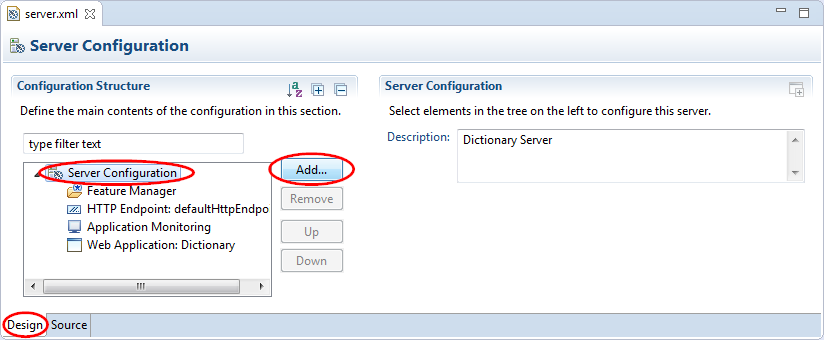 server.xml
Server Configuration
Configuration Structure
Define the main contents of the configuration in this section.
type filter text
Server Configuration
Feature Manager
HTTP Endpoint: defaultHttpEndpo
Application Monitoring
Web Application: Dictionary
Add...
Remove
Up
Down
Server Configuration
Select elements in the tree on the left to configure this server.
Description:
Dictionary Server
Design
Source